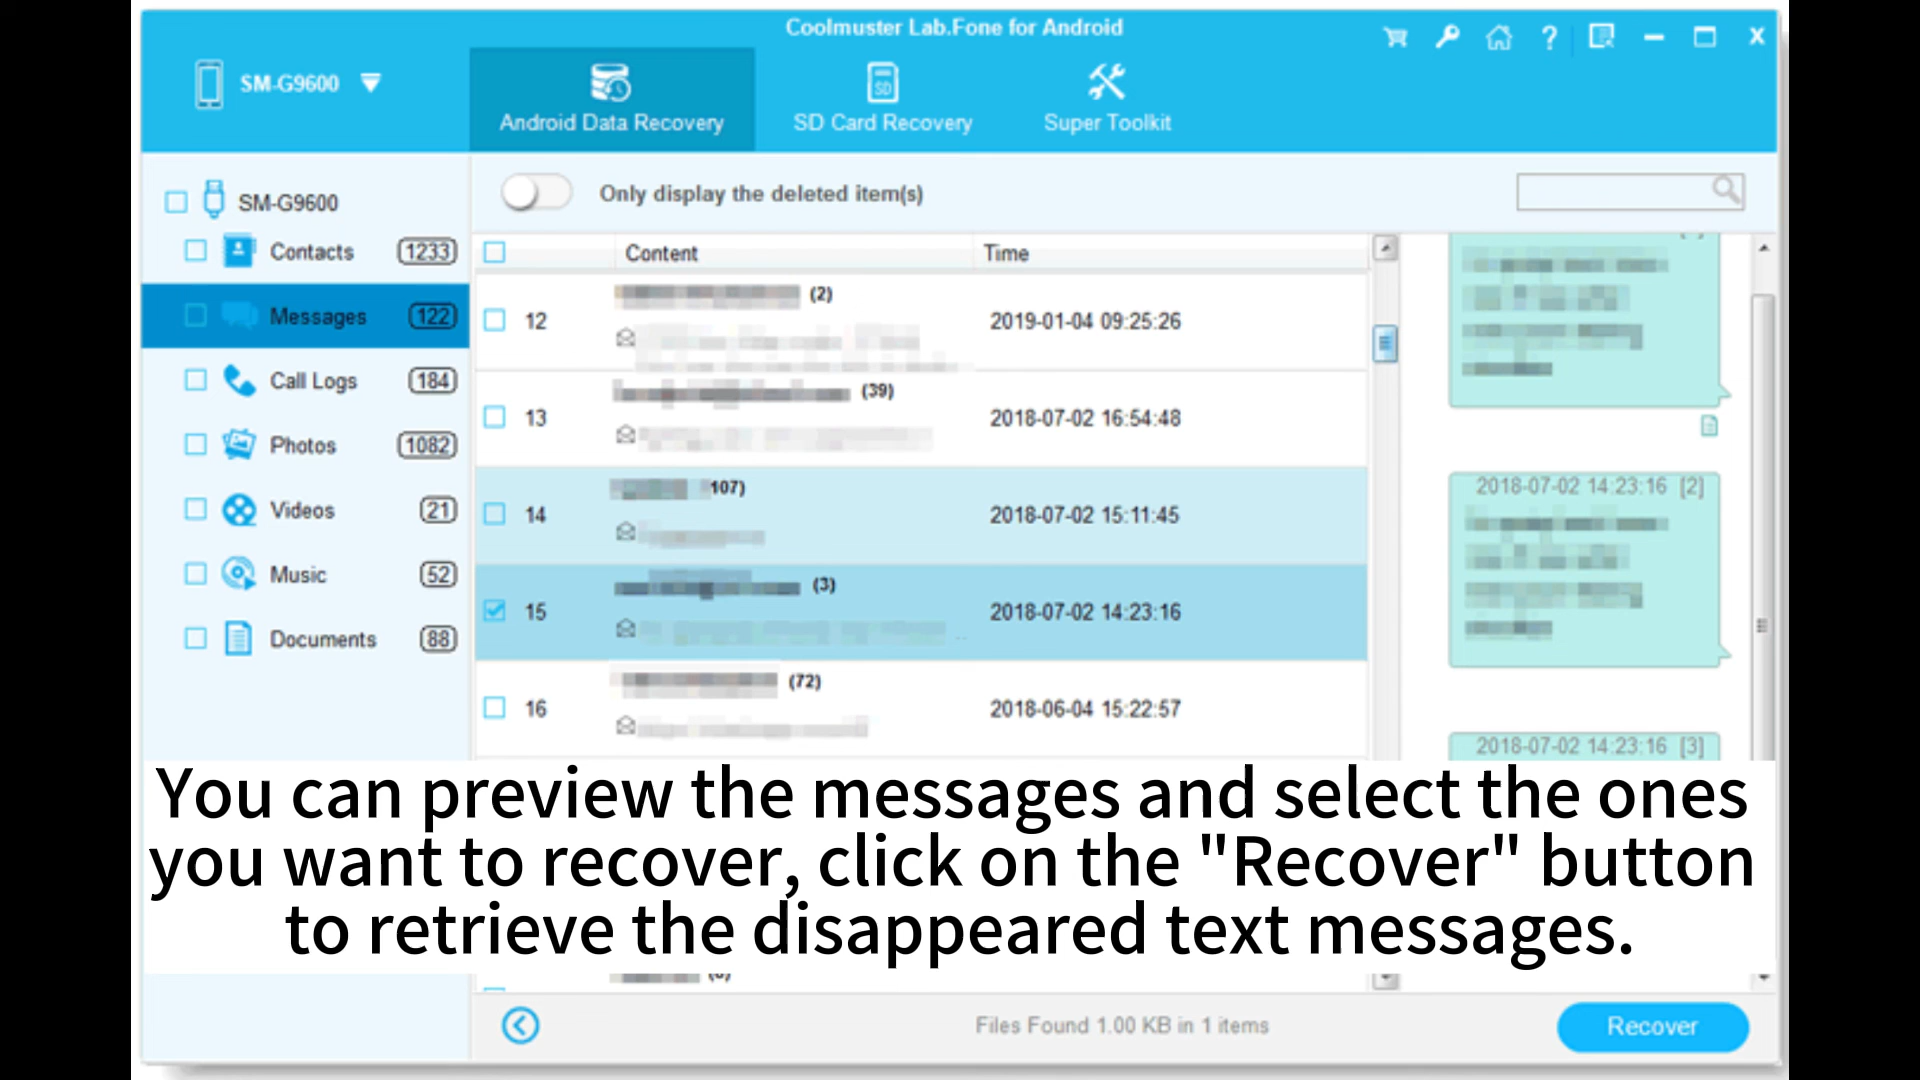 Coolmuster Lab.Fone for Android
SM-G9600
Android Data Recovery
SD
SD Card Recovery
Super Toolkit
SM-G9600
Contacts 1233
Messages 122
Call Logs 184
Photos 1082
Videos 21
Music 52
Documents 88
Only display the deleted item(s)
Content Time
(2)
12 2019-01-04 09:25:26
(39)
13 2018-07-02 16:54:48
107)
14 2018-07-02 15:11:45
(3)
15 2018-07-02 14:23:16
(72)
16 2018-06-04 15:22:57
2018-07-02 14:23:16 [2]
2018-07-02 14:23:16 [3]
You can preview the messages and select the ones
you want to recover, click on the "Recover" button
to retrieve the disappeared text messages.
Files Found 1.00 KB in 1 items
Recover